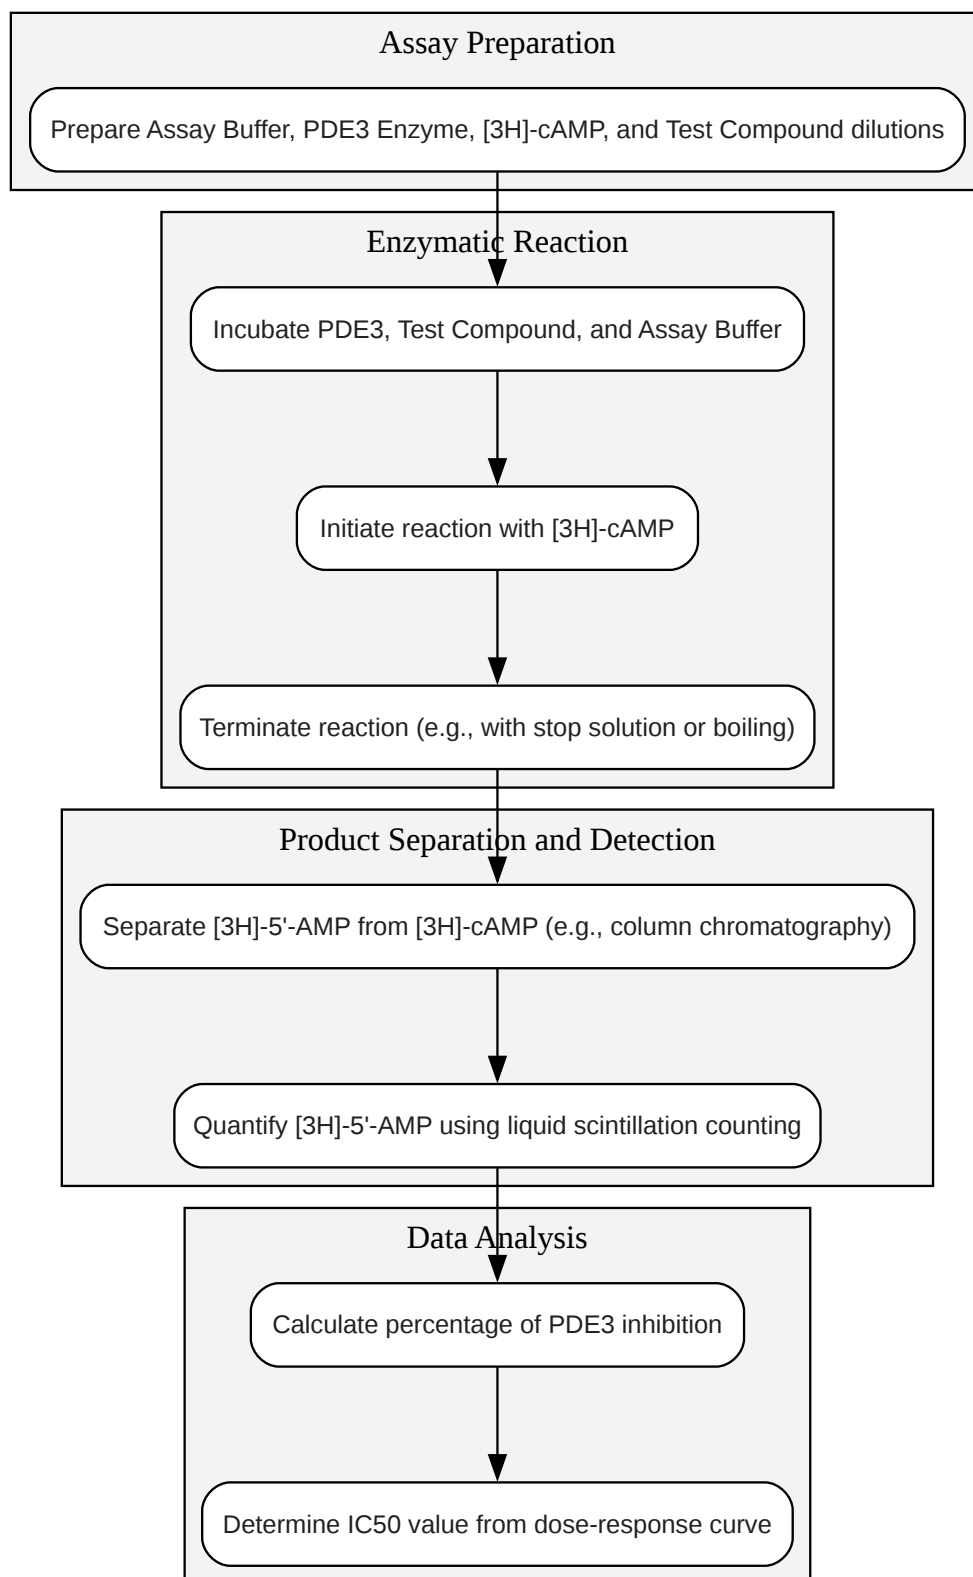 Assay Preparation
Prepare Assay Buffer, PDE3 Enzyme, [3H]-cAMP, and Test Compound dilutions
Enzymatic Reaction
Incubate PDE3, Test Compound, and Assay Buffer
Initiate reaction with [3H]-cAMP
Terminate reaction (e.g., with stop solution or boiling)
Product Separation and Detection
Separate [3H]-5'-AMP from [3H]-cAMP (e.g., column chromatography)
Quantify [3H]-5'-AMP using liquid scintillation counting
Data Analysis
Calculate percentage of PDE3 inhibition
Determine IC50 value from dose-response curve